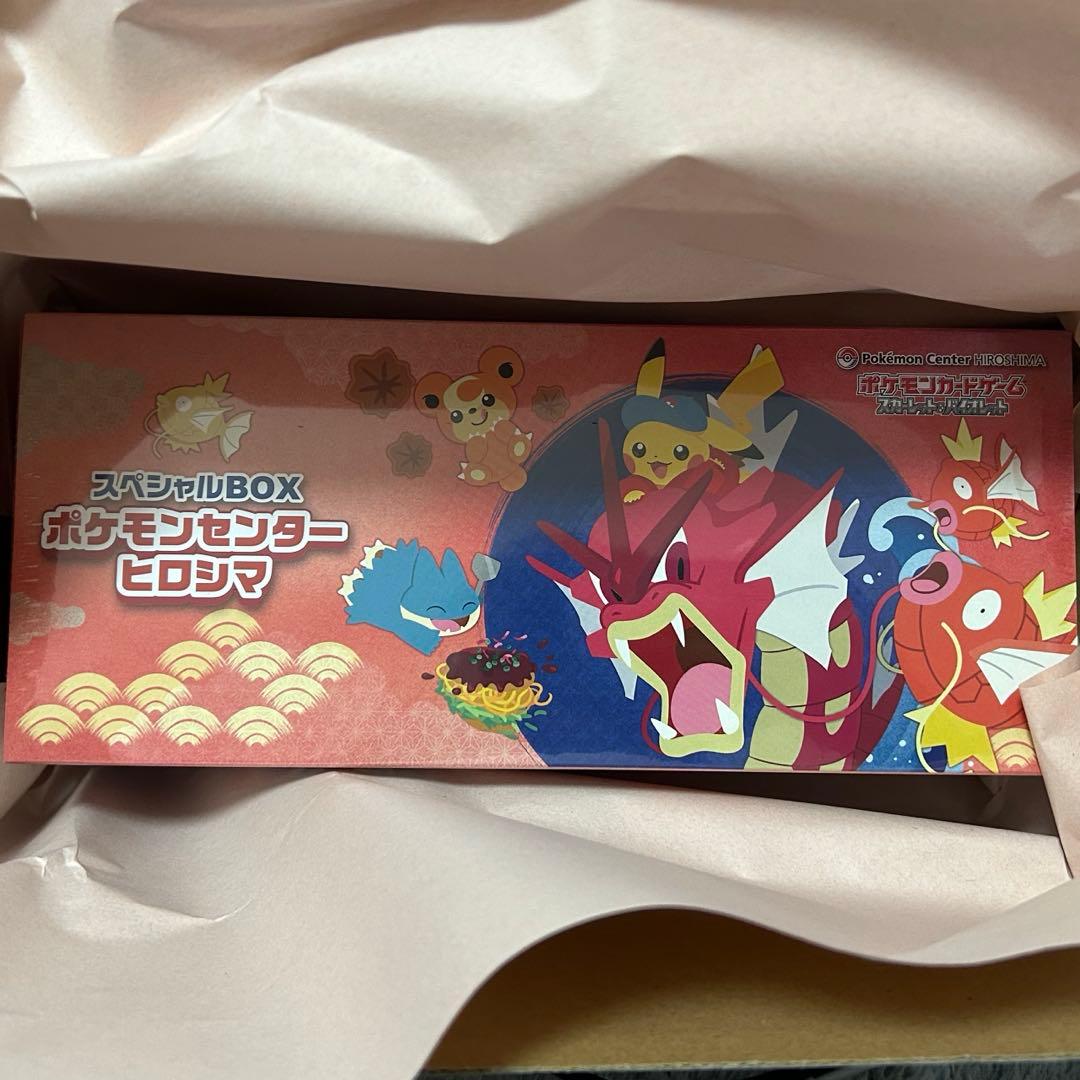 Pokémon Center HIROSHIMA
ポケモンカードゲーム
スカーレット&バイオレット
スペシャルBOX
ポケモンセンター
ヒロシマ